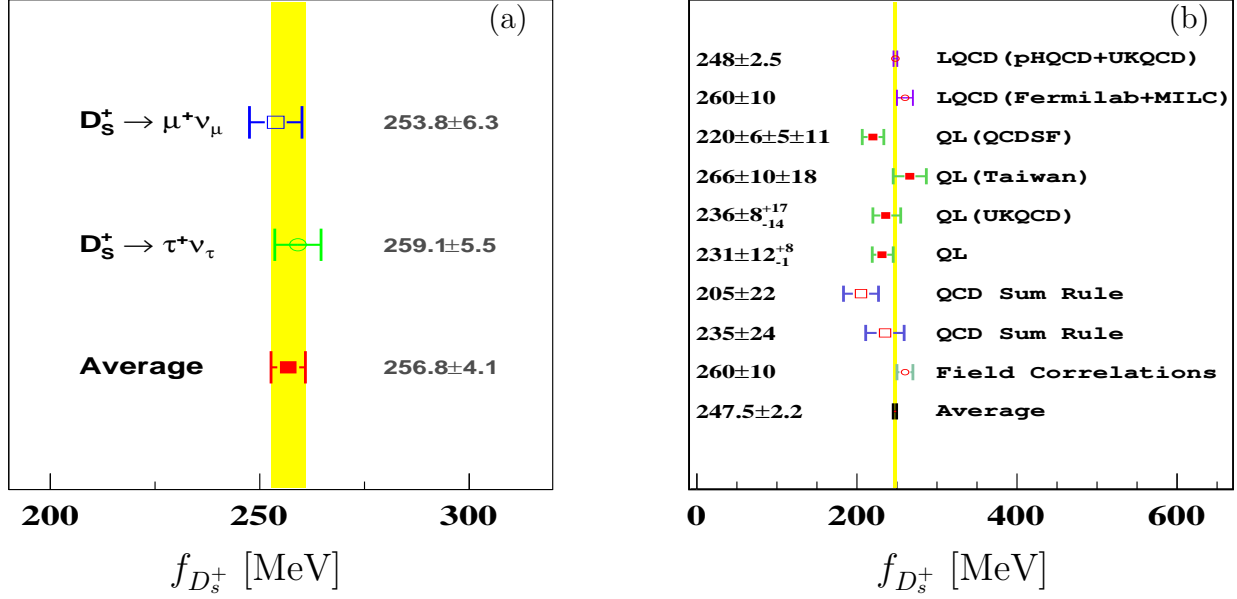 (a)
D_s^+ → μ⁺ν_μ 253.8±6.3
D_s^+ → τ⁺ν_τ 259.1±5.5
Average 256.8±4.1
200 250 300
f_{D_s^+} [MeV]
(b)
248±2.5 LQCD(pHQCD+UKQCD)
260±10 LQCD(Fermilab+MILC)
220±6±5±11 QL(QCDSF)
266±10±18 QL(Taiwan)
236±8^{+17}_{-14} QL(UKQCD)
231±12^{+8}_{-1} QL
205±22 QCD Sum Rule
235±24 QCD Sum Rule
260±10 Field Correlations
247.5±2.2 Average
0 200 400 600
f_{D_s^+} [MeV]